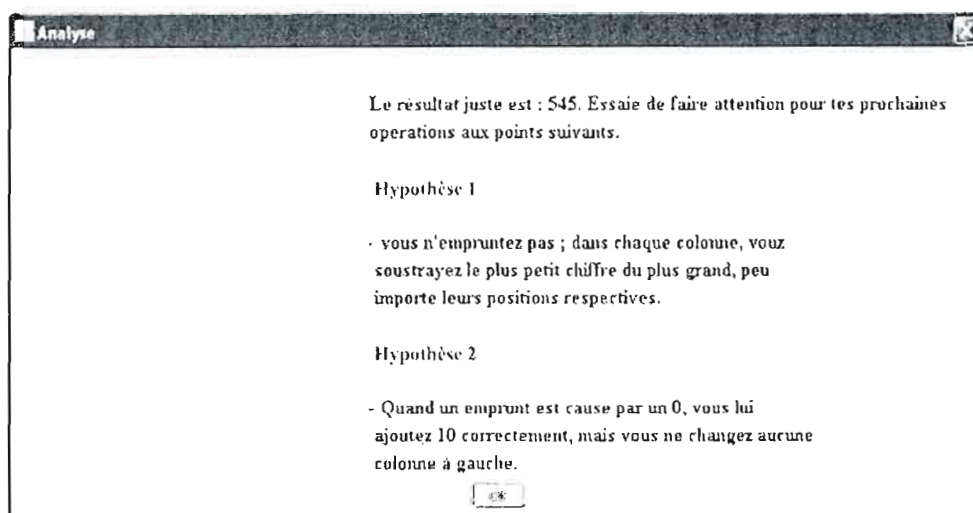 Analyse
Le résultat juste est : 545. Essaie de faire attention pour tes prochaines
operations aux points suivants.
Hypothèse 1
- vous n'empruntez pas ; dans chaque colonne, vouz
soustrayez le plus petit chiffre du plus grand, peu
importe leurs positions respectives.
Hypothèse 2
- Quand un emprunt est cause par un 0, vous lui
ajoutez 10 correctement, mais vous ne changez aucune
colonne à gauche.
ok